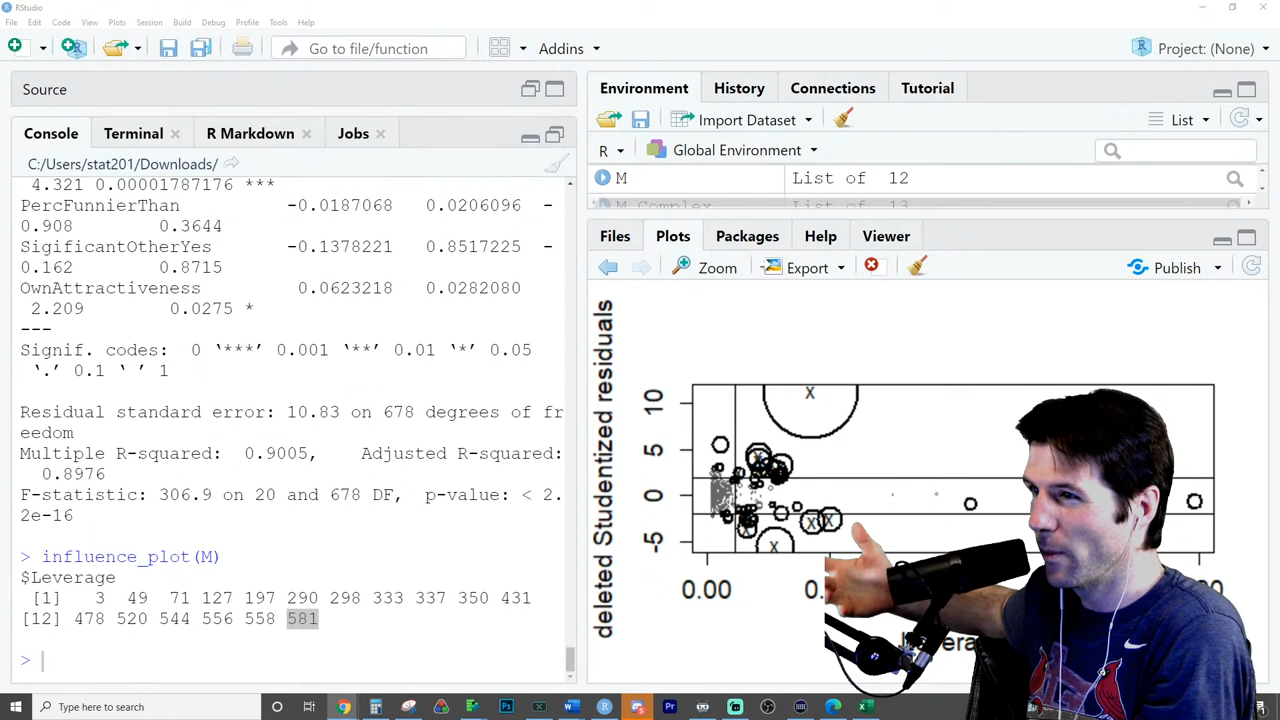 RStudio
File Edit Code View Plots Session Build Debug Profile Tools Help
Go to file/function Addins Project: (None)
Source
Console Terminal R Markdown Jobs
C:/Users/stat201/Downloads/
4.321 0.00001787176 ***
PercFunnierThan -0.0187068 0.0206096 -
0.908 0.3644
SigificantOtherYes -0.1378221 0.8517225 -
0.162 0.8715
OwnAttractiveness 0.0623218 0.0282080
2.209 0.0275 *
---
Signif. codes: 0 ‘***’ 0.001 ‘**’ 0.01 ‘*’ 0.05
‘.’ 0.1 ‘ ’ 1
Residual standard error: 10.83 on 678 degrees of fr
eedom
Multiple R-squared: 0.9005, Adjusted R-squared:
0.8976
F-statistic: 306.9 on 20 and 678 DF, p-value: < 2.
2e-16
> influence_plot(M)
$Leverage
[1] 3 49 71 127 197 290 298 333 337 350 431
[12] 478 520 544 556 558 581
>
Environment History Connections Tutorial
Import Dataset List
R Global Environment
M List of 12
M Complex List of 13
Files Plots Packages Help Viewer
Zoom Export Publish
deleted Studentized residuals
10
5
0
-5
0.00
Type here to search